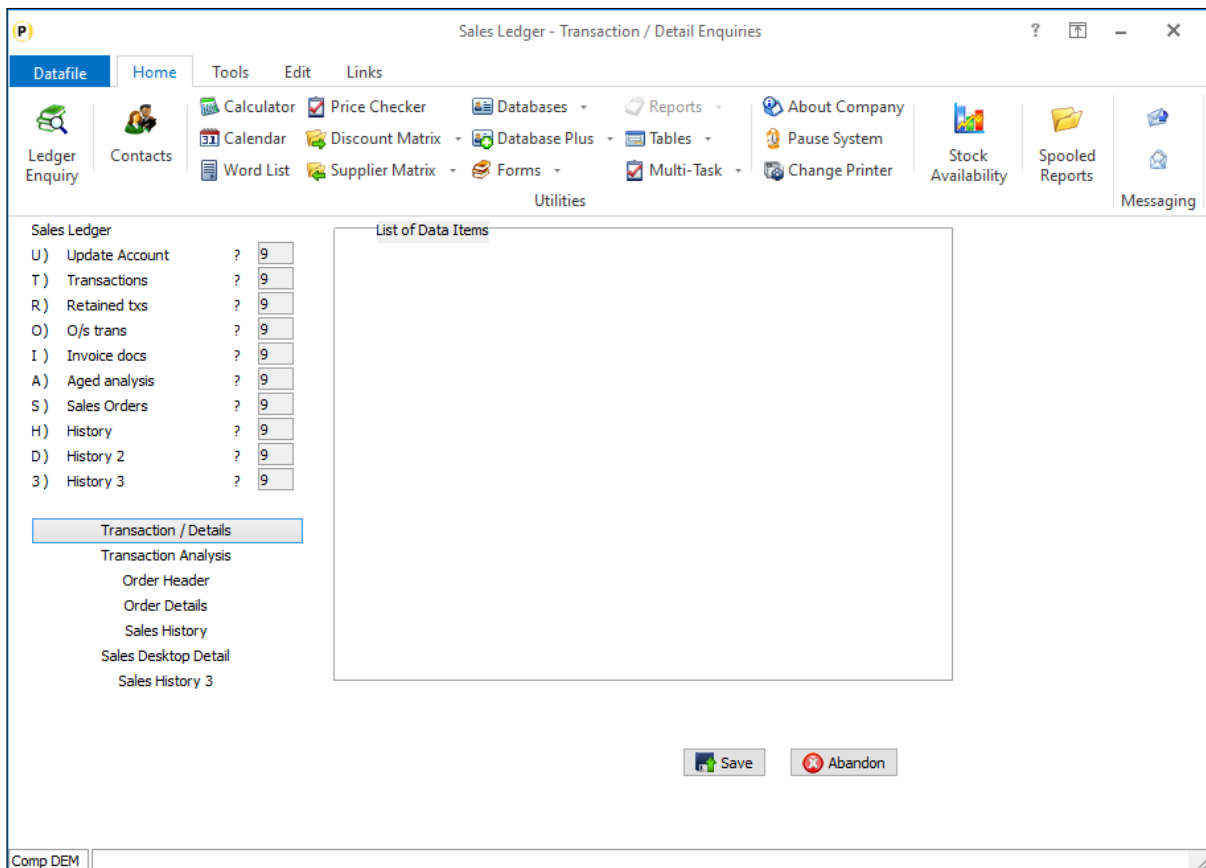 P
Sales Ledger - Transaction / Detail Enquiries
?
Datafile Home Tools Edit Links
Ledger Enquiry
Contacts
Calculator Price Checker Databases Reports About Company
31 Calendar Discount Matrix Database Plus Tables Pause System
Word List Supplier Matrix Forms Multi-Task Change Printer
Stock Availability
Spooled Reports
Utilities
Messaging
Sales Ledger
U) Update Account ? 9
T) Transactions ? 9
R) Retained txs ? 9
O) O/s trans ? 9
I) Invoice docs ? 9
A) Aged analysis ? 9
S) Sales Orders ? 9
H) History ? 9
D) History 2 ? 9
3) History 3 ? 9
Transaction / Details
Transaction Analysis
Order Header
Order Details
Sales History
Sales Desktop Detail
Sales History 3
List of Data Items
Save Abandon
Comp DEM